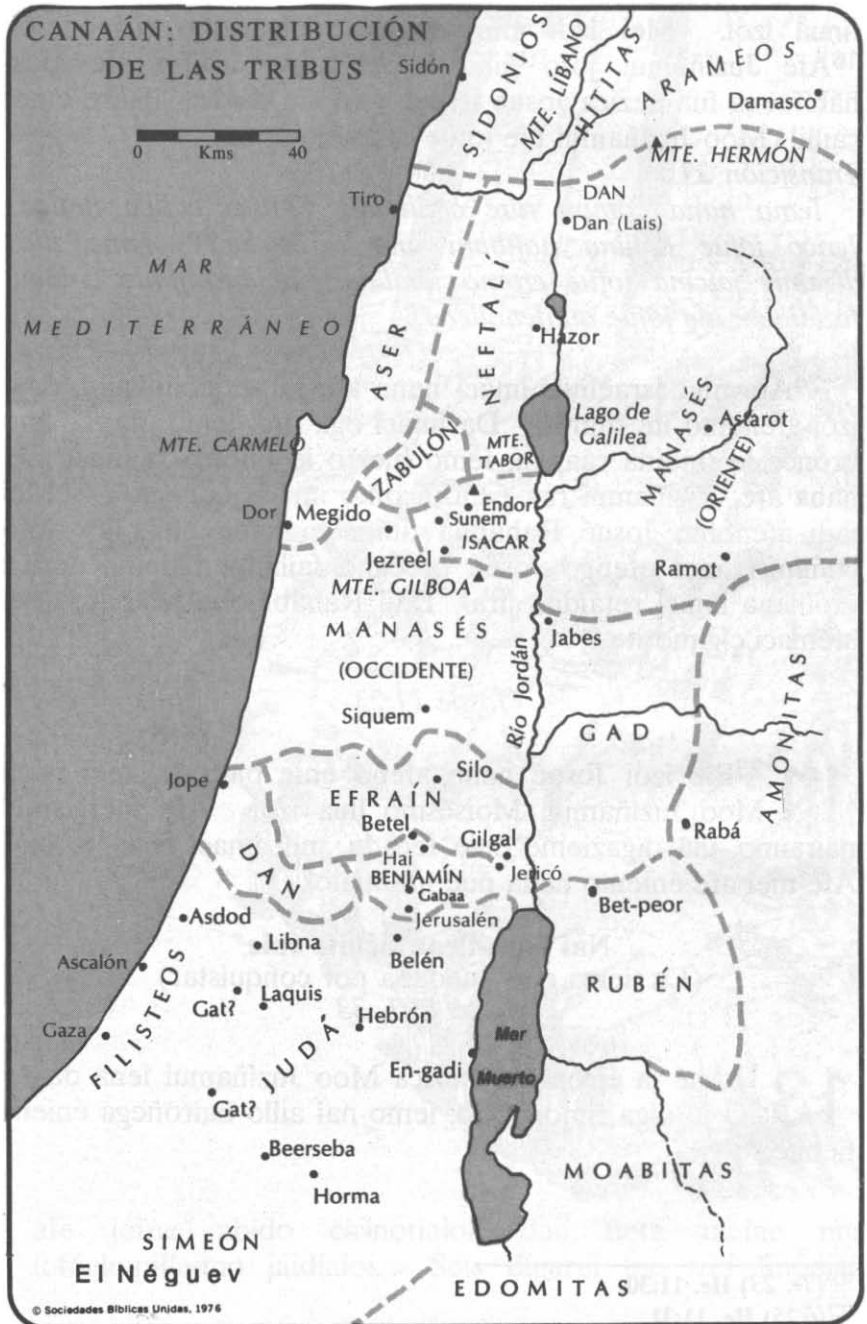 CANAÁN: DISTRIBUCIÓN
DE LAS TRIBUS
Sidón
SIDONIOS
MTE. LÍBANO
HITITAS
ARAMEOS
Damasco
0 Kms 40
MTE. HERMÓN
Tiro
DAN
Dan (Lais)
MAR
MEDITERRÁNEO
ASER
NEFTALÍ
Hazor
Lago de
Galilea
MTE. CARMELO
ZABULÓN
MTE.
TABOR
MANASÉS
(ORIENTE)
Astarot
Dor
Megido
Endor
Sunem
Jezreel
ISACAR
MTE. GILBOA
Ramot
MANASÉS
(OCCIDENTE)
Jabes
Río Jordán
Siquem
GAD
AMONITAS
Jope
Silo
EFRAÍN
Betel
Gilgal
Rabá
DAN
Hai
BENJAMÍN
Jericó
Gabaa
Bet-peor
Asdod
Jerusalén
Libna
Belén
Ascalón
RUBÉN
Gat?
Laquis
Gaza
Hebrón
FILISTEOS
JUDÁ
Mar
Muerto
En-gadi
Gat?
Beerseba
Horma
MOABITAS
SIMEÓN
El Néguev
EDOMITAS
© Sociedades Bíblicas Unidas, 1976